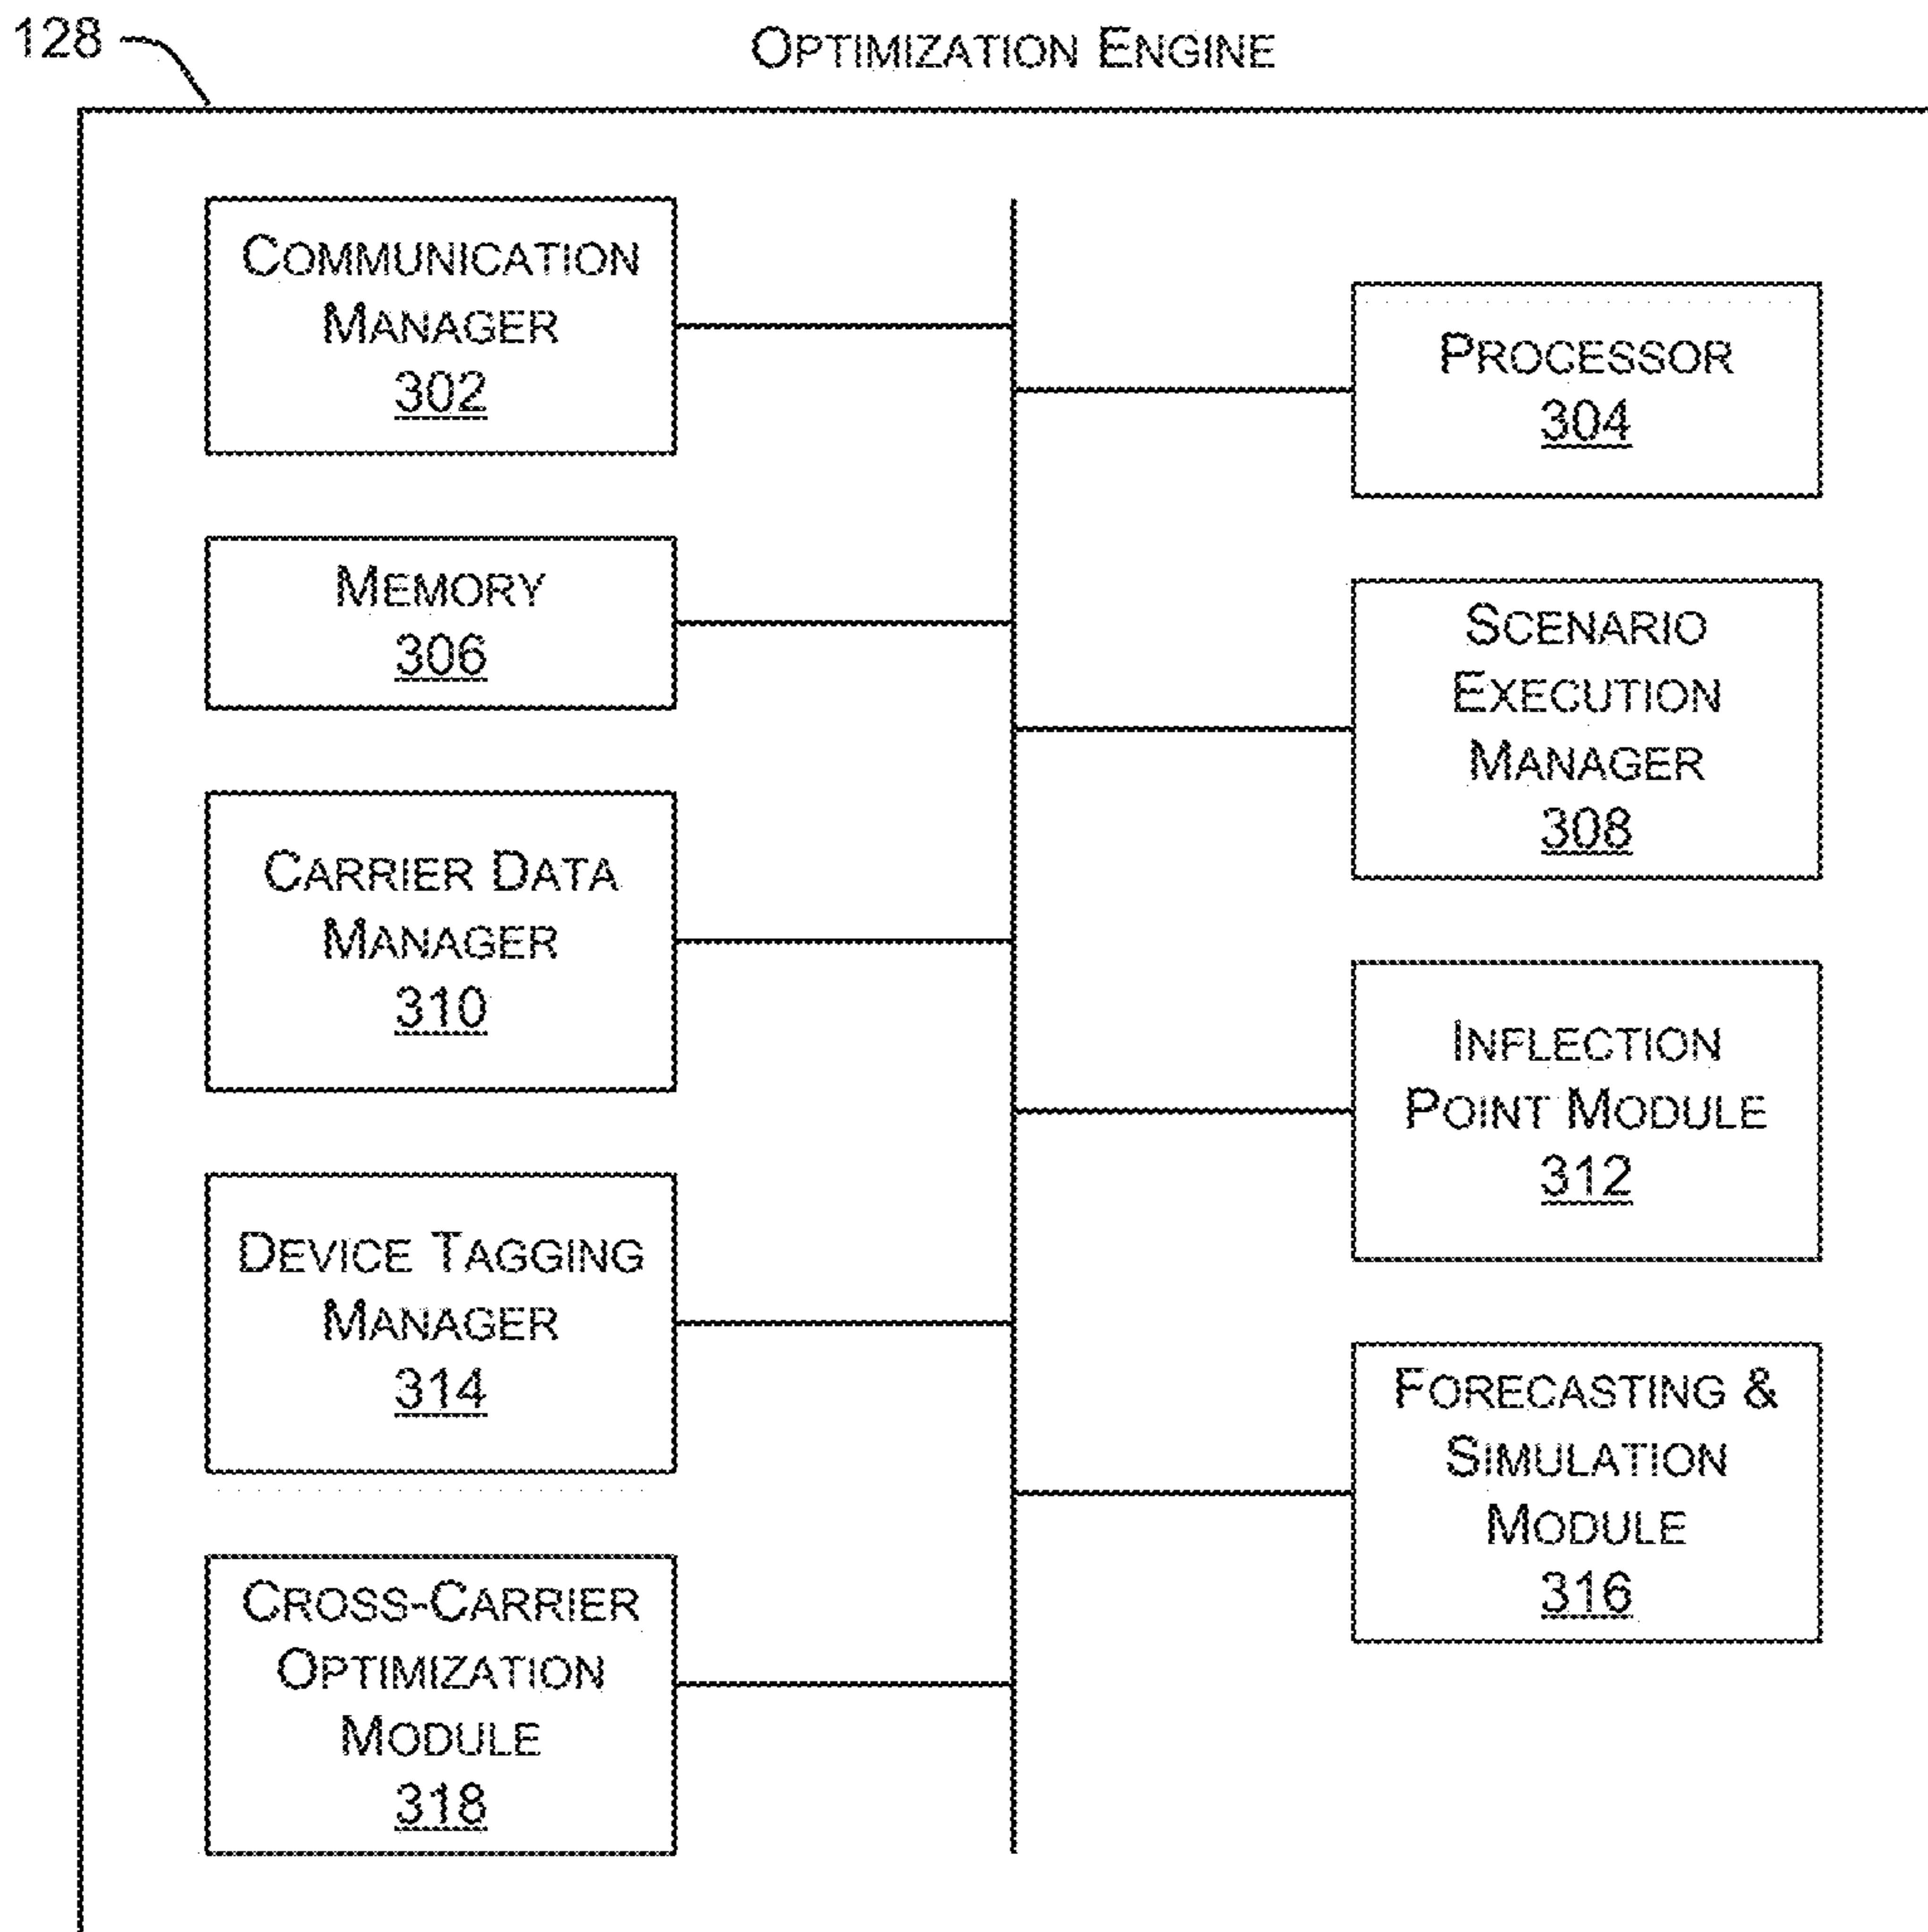 128
OPTIMIZATION ENGINE
COMMUNICATION
MANAGER
302
PROCESSOR
304
MEMORY
306
SCENARIO
EXECUTION
MANAGER
308
CARRIER DATA
MANAGER
310
INFLECTION
POINT MODULE
312
DEVICE TAGGING
MANAGER
314
FORECASTING &
SIMULATION
MODULE
316
CROSS-CARRIER
OPTIMIZATION
MODULE
318